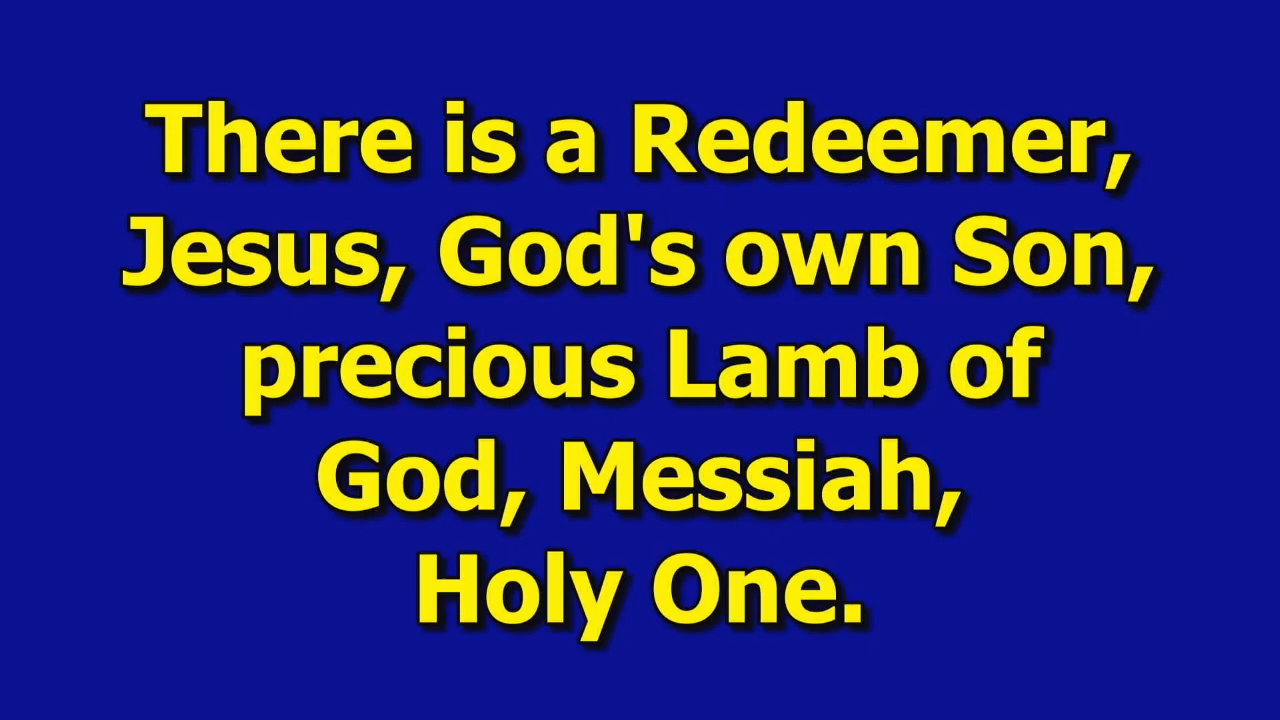 There is a Redeemer,
Jesus, God's own Son,
precious Lamb of
God, Messiah,
Holy One.